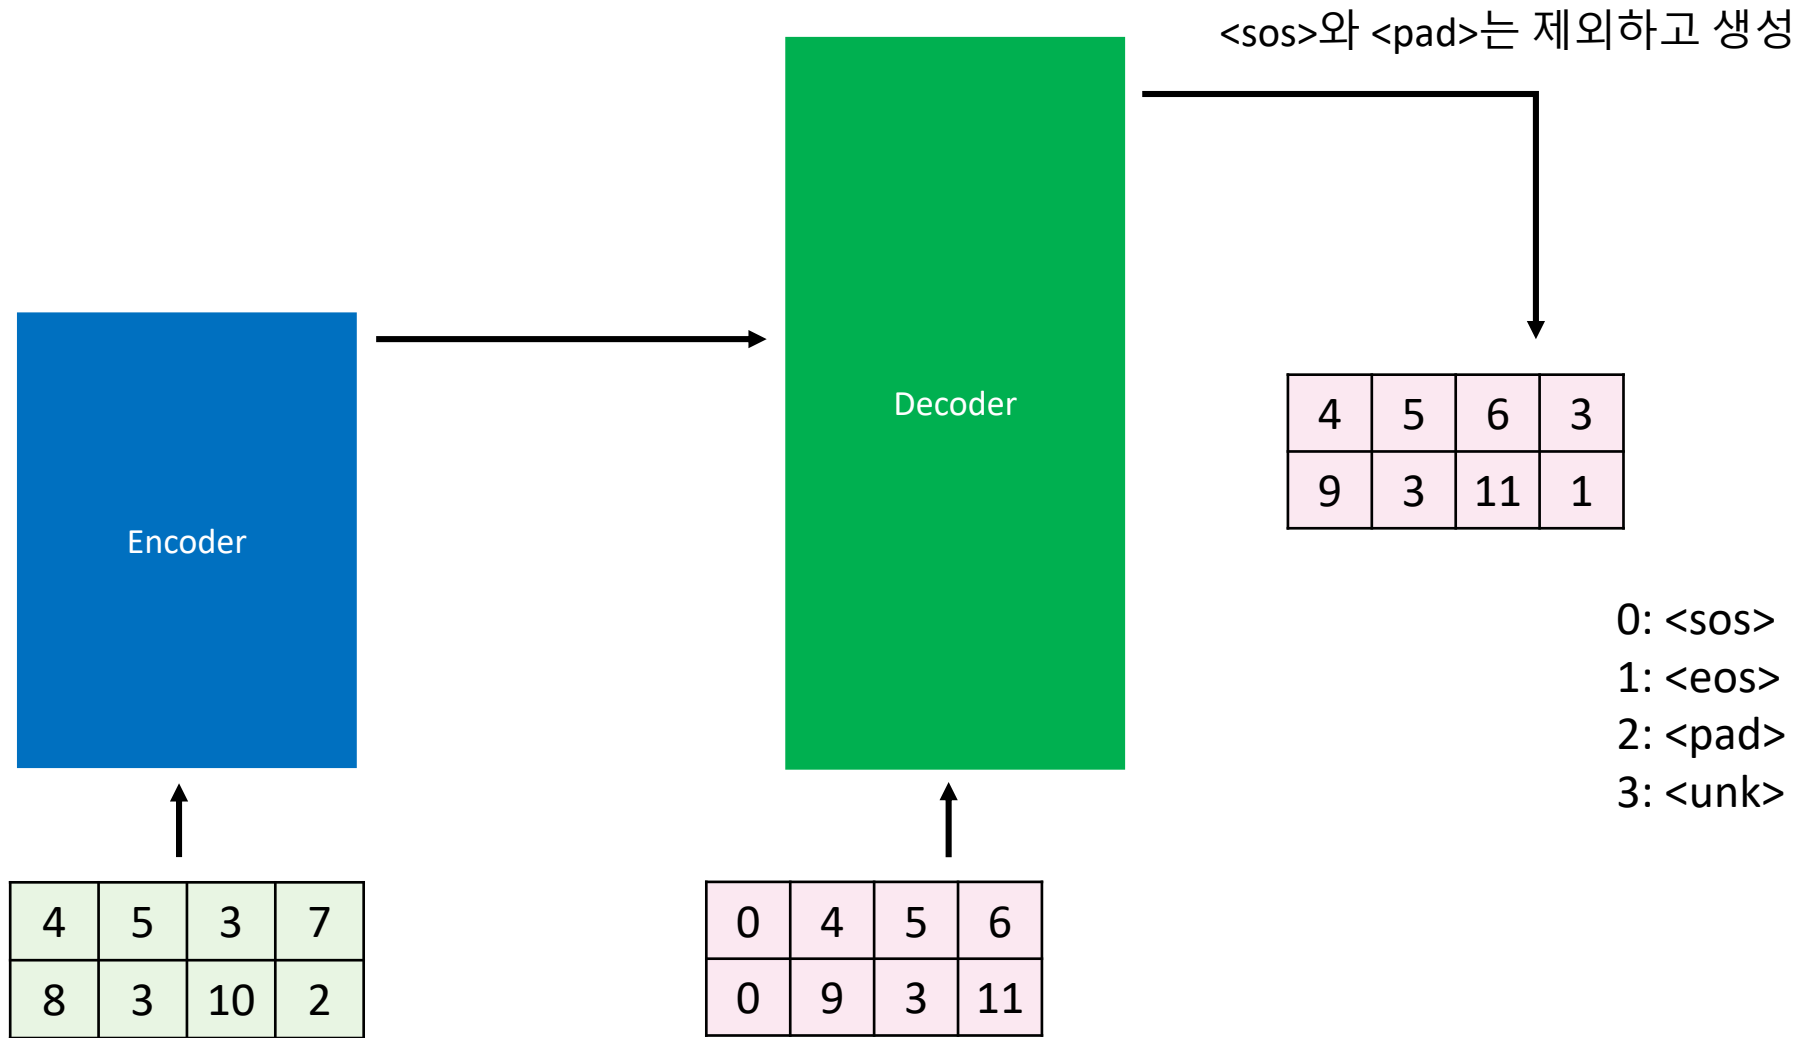 <sos>와 <pad>는 제외하고 생성
Decoder
Encoder
4 5 6 3
9 3 11 1
0: <sos>
1: <eos>
2: <pad>
3: <unk>
4 5 3 7
8 3 10 2
0 4 5 6
0 9 3 11